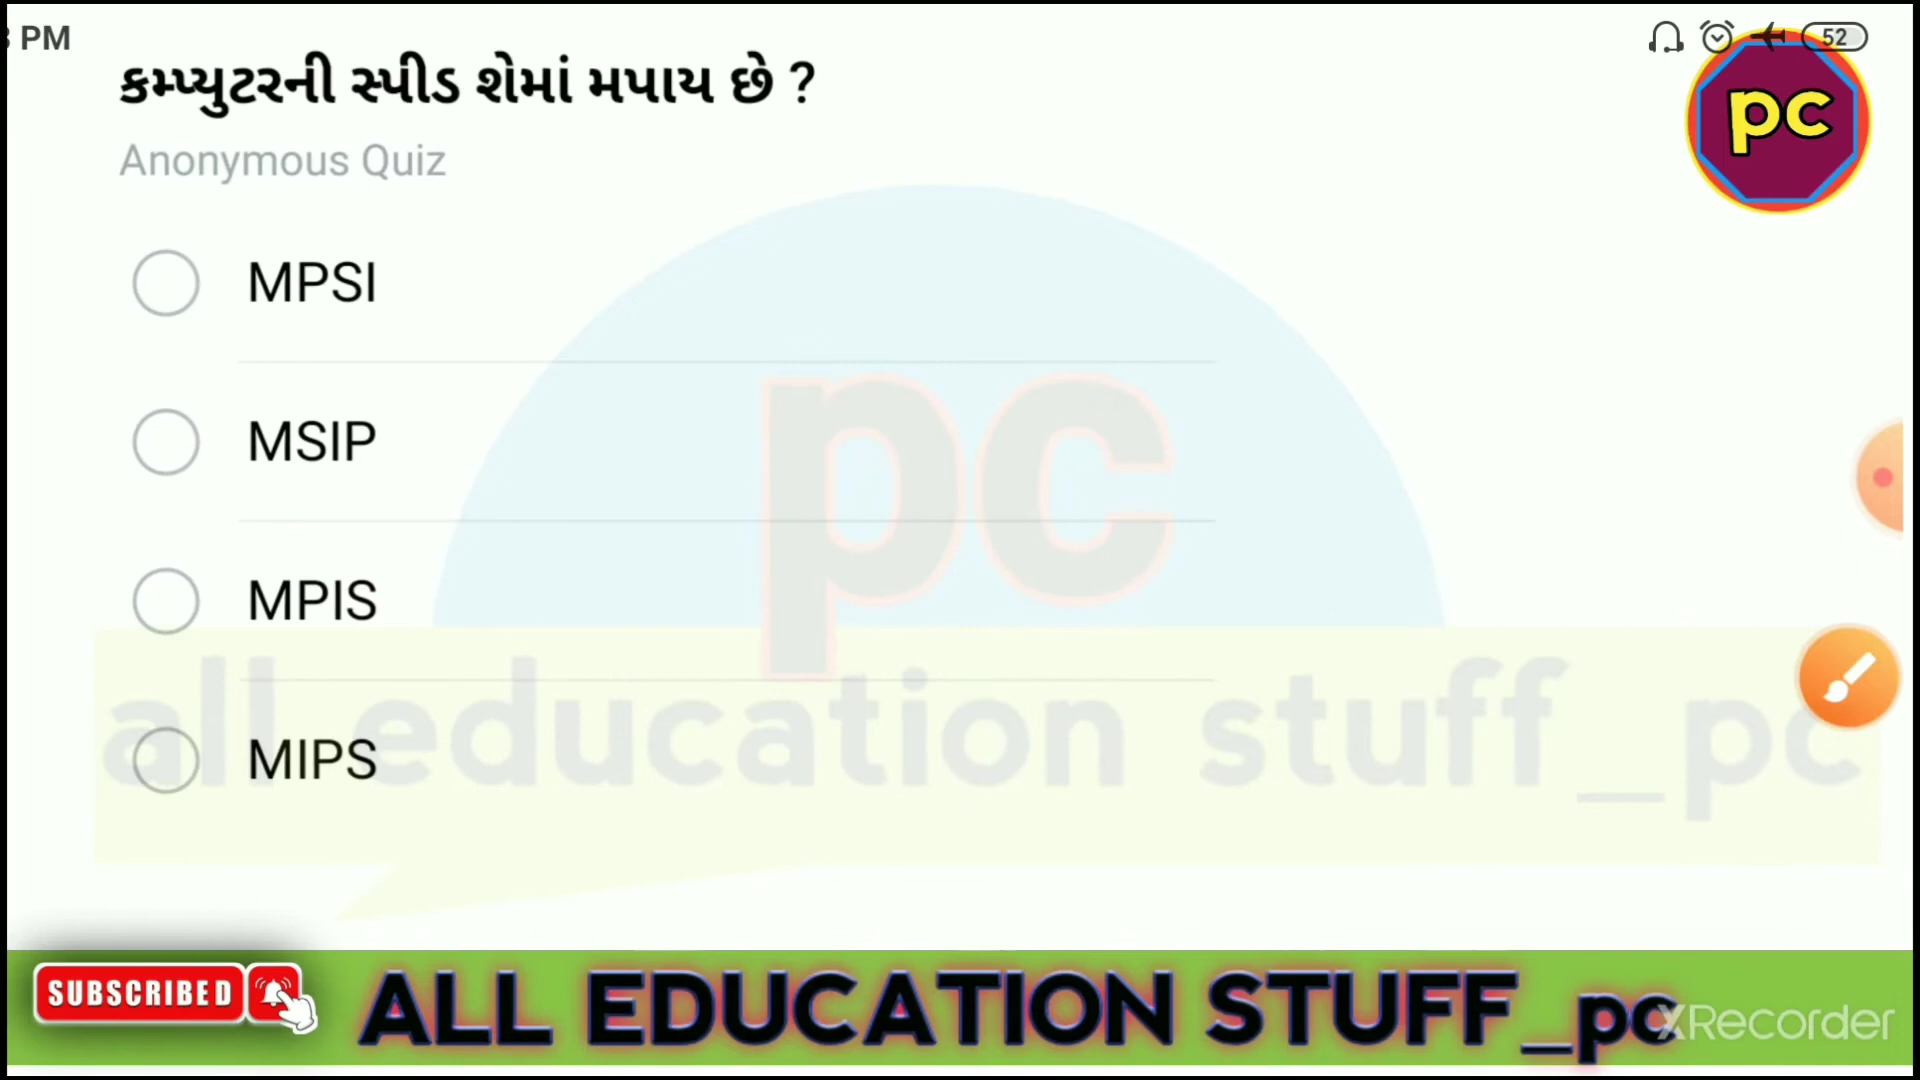 PM
52
કમ્પ્યુટરની સ્પીડ શેમાં મપાય છે ?
pc
Anonymous Quiz
MPSI
MSIP
pc
MPIS
all education stuff_pc
MIPS
SUBSCRIBED
ALL EDUCATION STUFF_pc
XRecorder